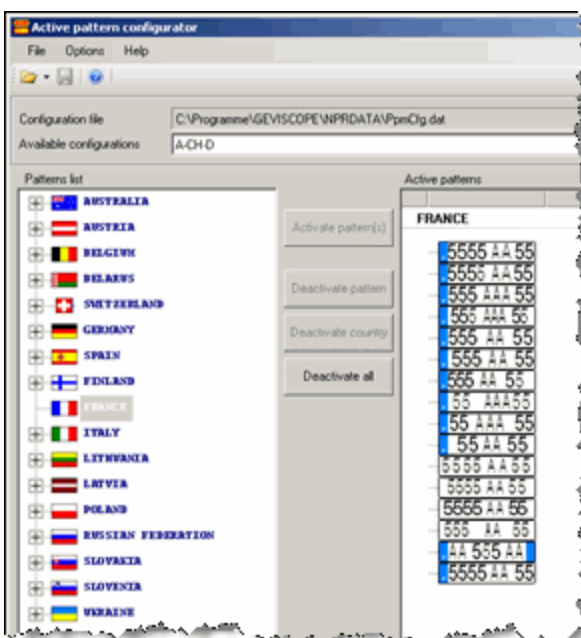 Active pattern configurator
File Options Help
Configuration file C:\Programme\GEVISCOPE\NPRDATA\PpmCfg.dat
Available configurations A-CH-D
Patterns list
AUSTRALIA
AUSTRIA
BELGIUM
BELARUS
SWITZERLAND
GERMANY
SPAIN
FINLAND
FRANCE
ITALY
LITHUANIA
LATVIA
POLAND
RUSSIAN FEDERATION
SLOVAKIA
SLOVENIA
UKRAINE
Activate pattern(s)
Deactivate pattern
Deactivate country
Deactivate all
Active patterns
FRANCE
5555 AA 55
5555 AA 55
555 AAA 55
555 AAA 55
555 AA 55
555 AA 55
555 AA 55
55 AAA55
55 AAA 55
55 AA 55
5555 AA 55
5555 AA 55
5555 AA 55
555 AA 55
AA 555 AA
5555 AA 55